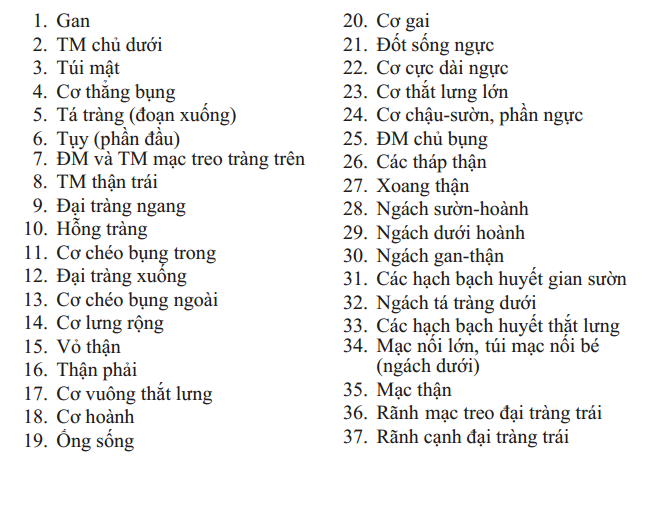 1. Gan
2. TM chủ dưới
3. Túi mật
4. Cơ thẳng bụng
5. Tá tràng (đoạn xuống)
6. Tụy (phần đầu)
7. ĐM và TM mạc treo tràng trên
8. TM thận trái
9. Đại tràng ngang
10. Hỗng tràng
11. Cơ chéo bụng trong
12. Đại tràng xuống
13. Cơ chéo bụng ngoài
14. Cơ lưng rộng
15. Vỏ thận
16. Thận phải
17. Cơ vuông thắt lưng
18. Cơ hoành
19. Ống sống
20. Cơ gai
21. Đốt sống ngực
22. Cơ cực dài ngực
23. Cơ thắt lưng lớn
24. Cơ chậu-sườn, phần ngực
25. ĐM chủ bụng
26. Các tháp thận
27. Xoang thận
28. Ngách sườn-hoành
29. Ngách dưới hoành
30. Ngách gan-thận
31. Các hạch bạch huyết gian sườn
32. Ngách tá tràng dưới
33. Các hạch bạch huyết thắt lưng
34. Mạc nối lớn, túi mạc nối bé
(ngách dưới)
35. Mạc thận
36. Rãnh mạc treo đại tràng trái
37. Rãnh cạnh đại tràng trái